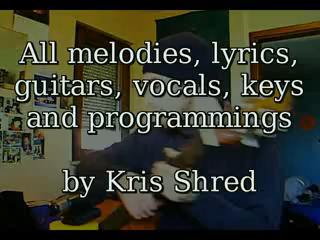 All melodies, lyrics,
guitars, vocals, keys
and programmings
by Kris Shred